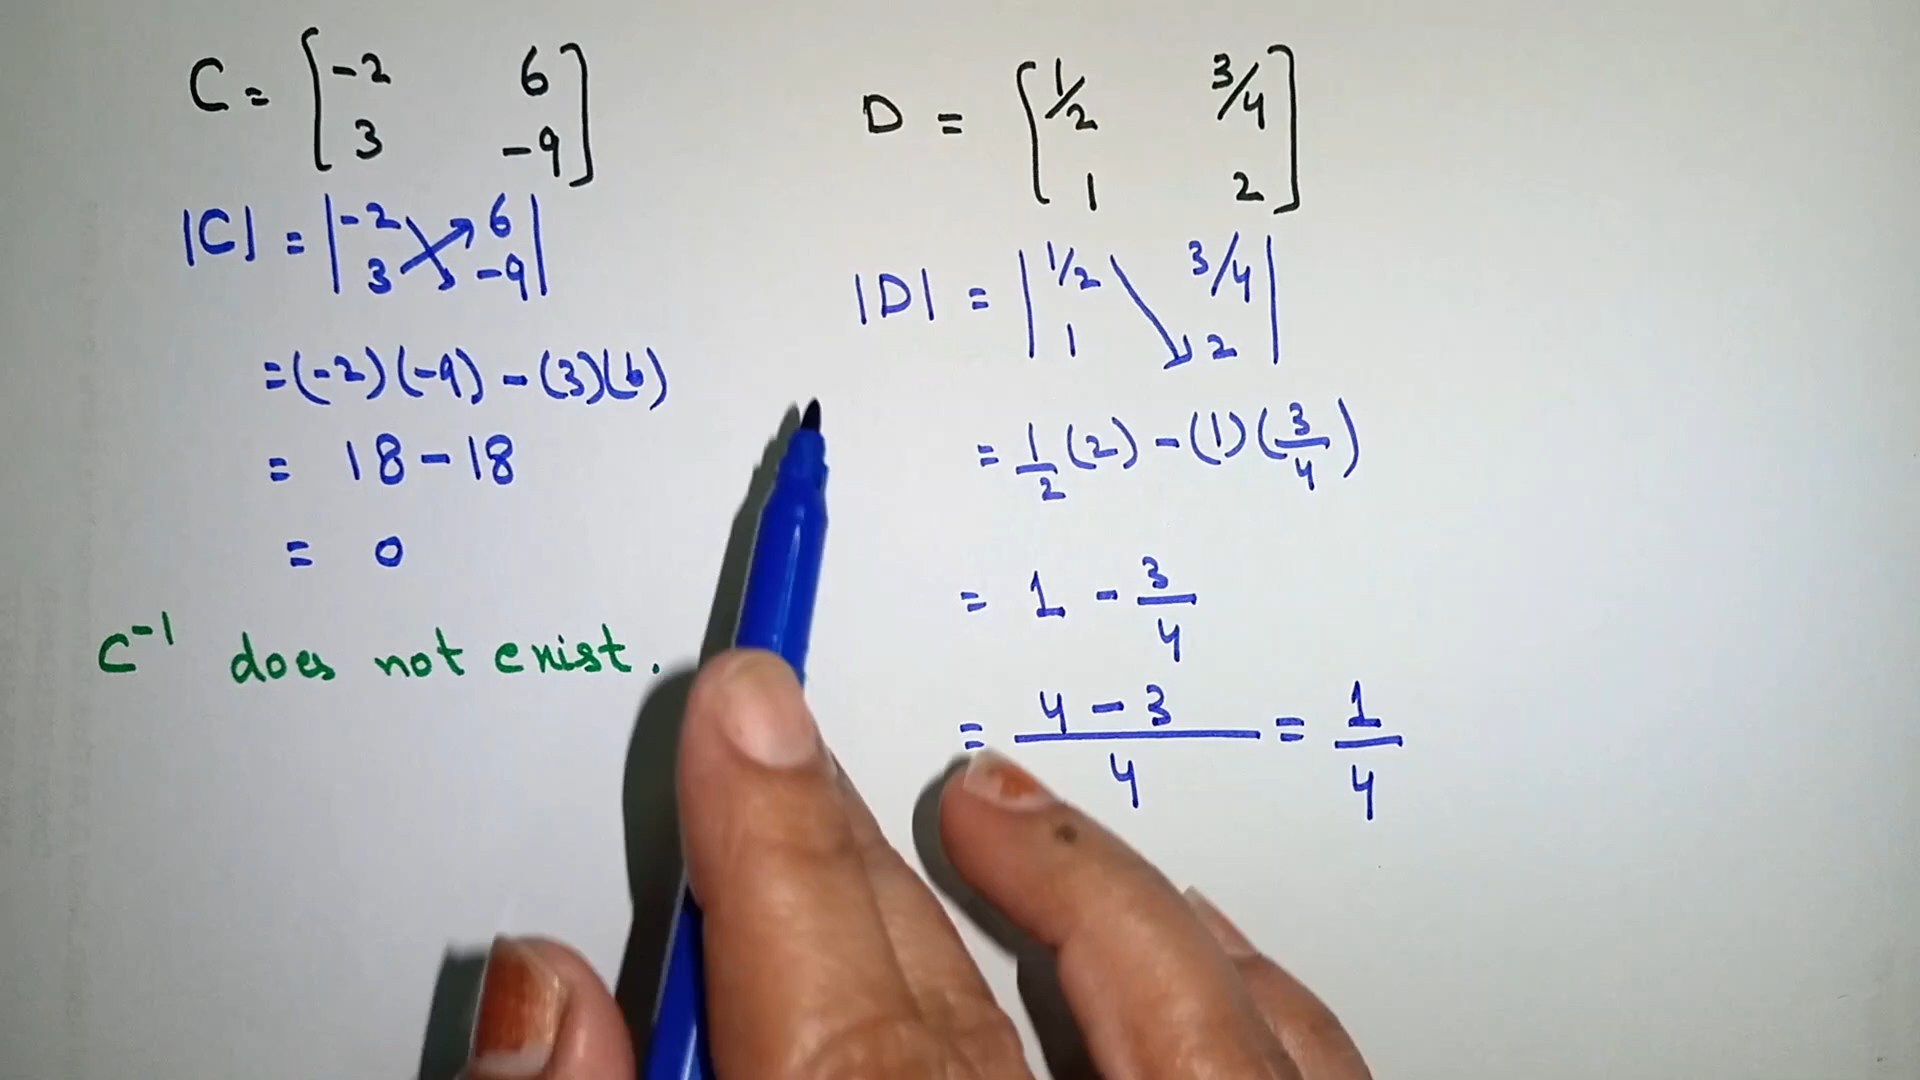 C = [-2 6
3 -9]
|C| = |-2 6
3 -9|
= (-2)(-9) - (3)(6)
= 18 - 18
= 0
C⁻¹ does not exist.
D = [1/2 3/4
1 2]
|D| = |1/2 3/4
1 2|
= 1/2 (2) - (1)(3/4)
= 1 - 3/4
= 4 - 3/4 = 1/4